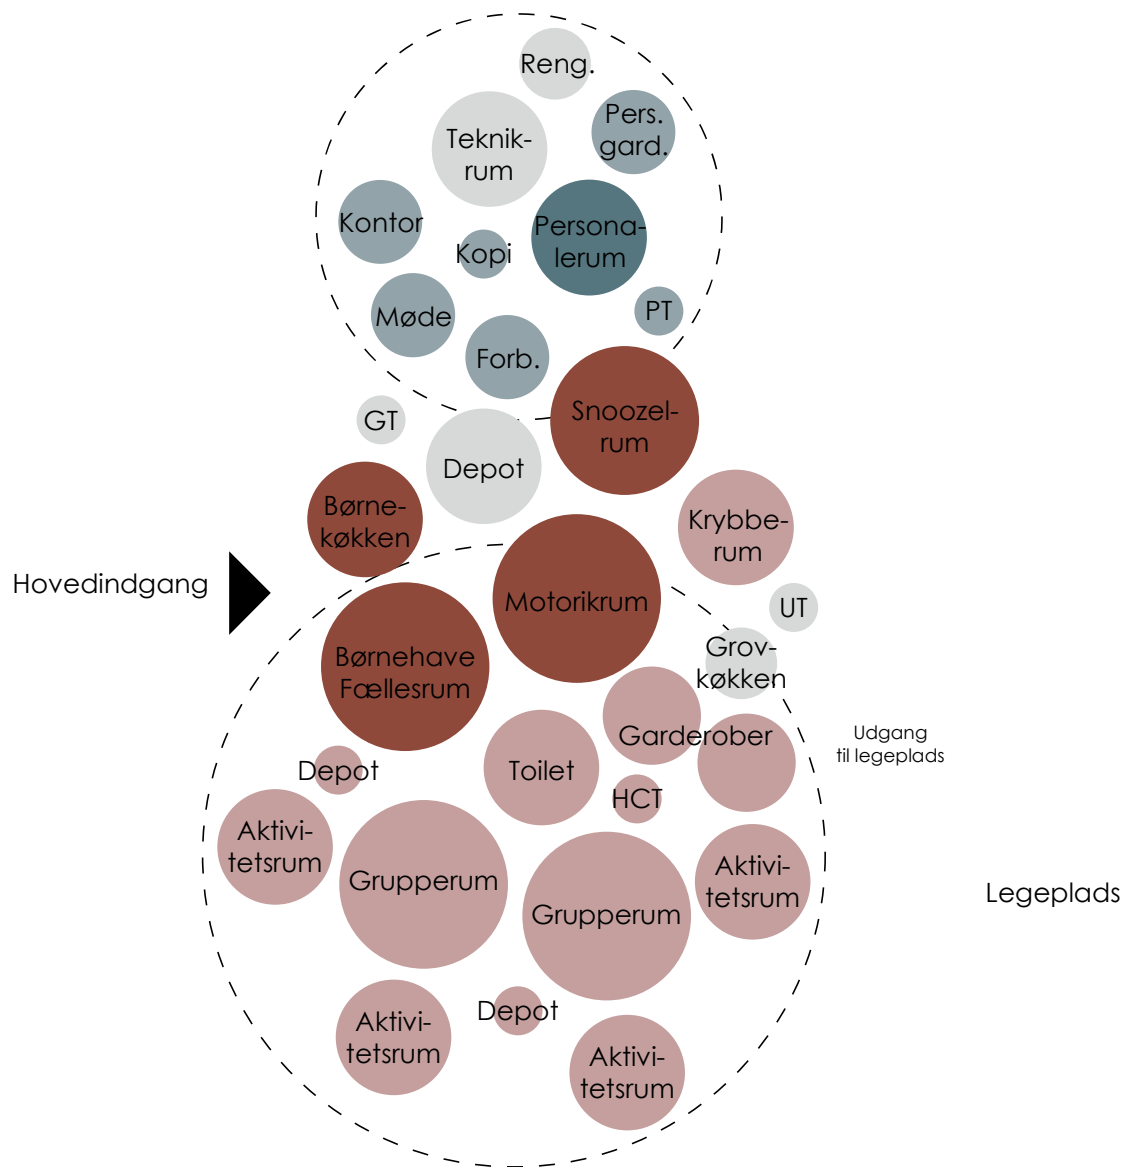 Reng.
Pers.
gard.
Teknik-
rum
Kontor
Kopi
Persona-
lerum
Møde
PT
Forb.
GT
Snoozel-
rum
Depot
Børne-
køkken
Krybbe-
rum
Hovedindgang
Motorikrum
UT
Børnehave
Fællesrum
Grov-
køkken
Garderober
Udgang
til legeplads
Depot
Toilet
HCT
Aktivi-
tetsrum
Grupperum
Grupperum
Aktivi-
tetsrum
Legeplads
Aktivi-
tetsrum
Depot
Aktivi-
tetsrum